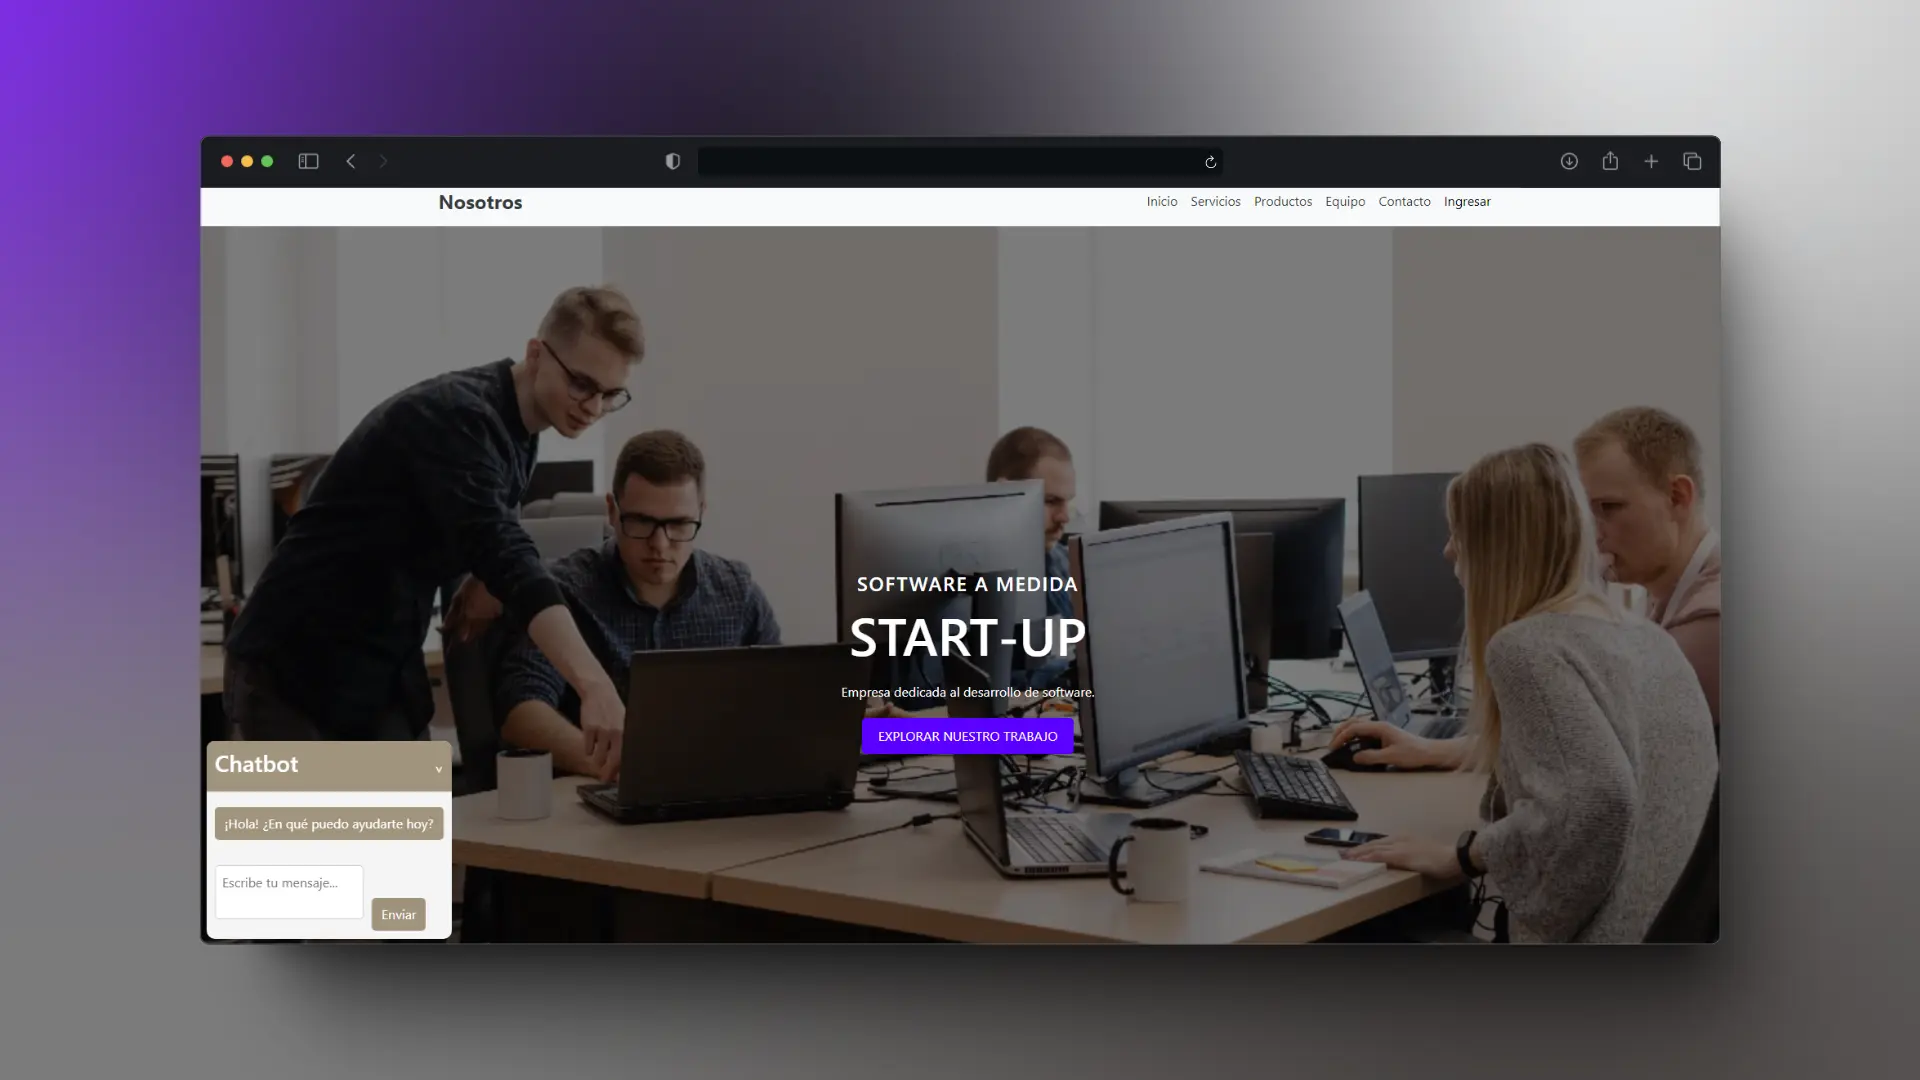 Nosotros
Inicio Servicios Productos Equipo Contacto Ingresar
SOFTWARE A MEDIDA
START-UP
Empresa dedicada al desarrollo de software.
EXPLORAR NUESTRO TRABAJO
Chatbot
v
¡Hola! ¿En qué puedo ayudarte hoy?
Escribe tu mensaje...
Enviar